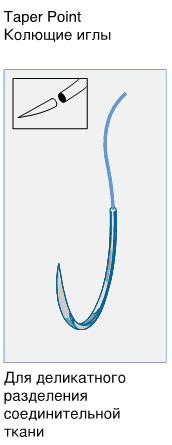 Taper Point
Колющие иглы
Для деликатного
разделения
соединительной
ткани